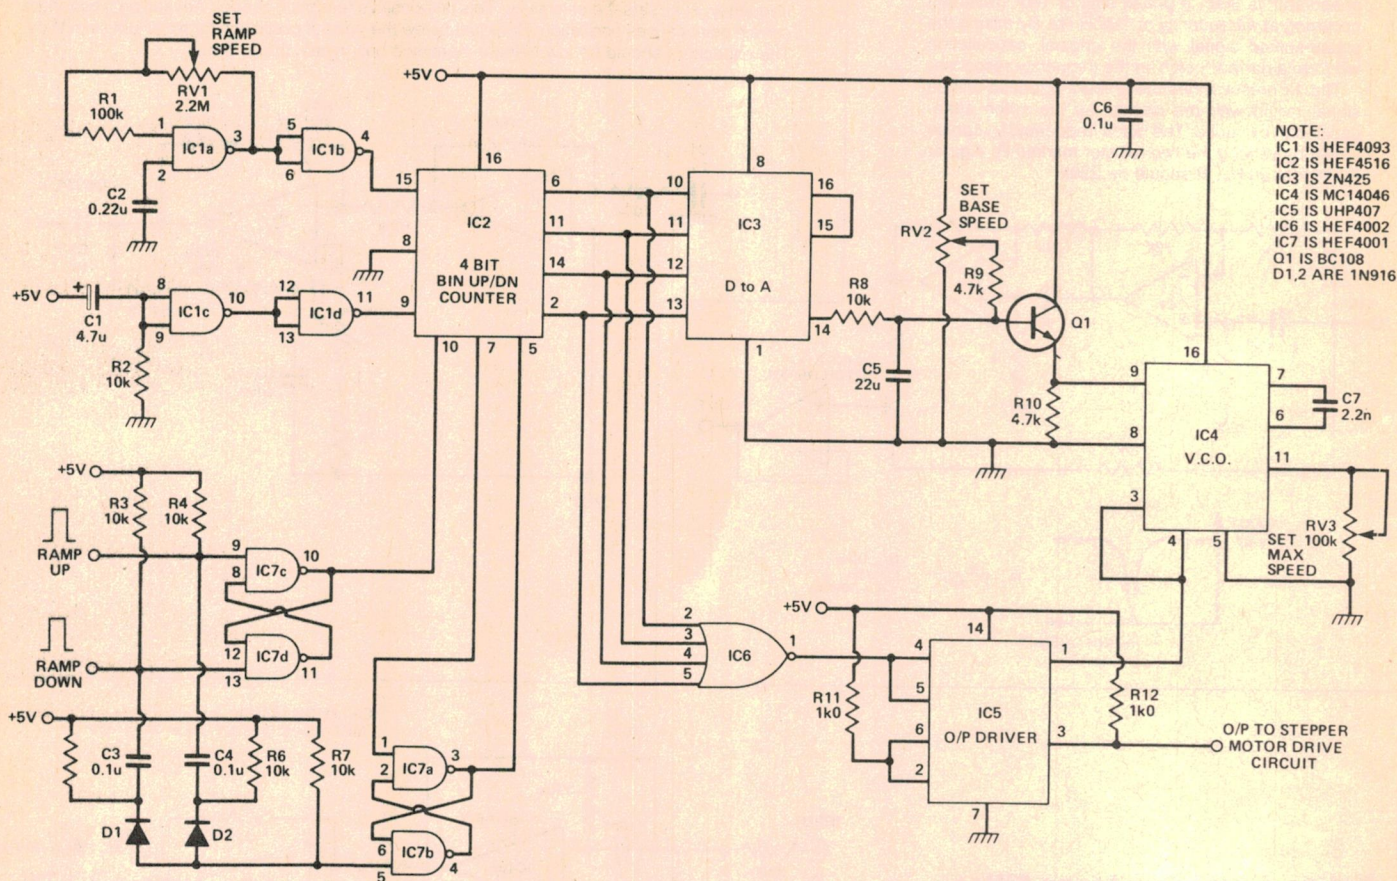 SET
RAMP
SPEED
RV1
2.2M
R1
100k
1
2
3
IC1a
5
6
4
IC1b
C2
0.22u
+5V
+
C1
4.7u
8
9
10
IC1c
12
13
11
IC1d
R2
10k
+5V
16
15
8
9
10
7
5
6
11
14
2
IC2
4 BIT
BIN UP/DN
COUNTER
8
10
11
12
13
1
16
15
14
IC3
D to A
R8
10k
C5
22u
RV2
SET
BASE
SPEED
R9
4.7k
Q1
R10
4.7k
C6
0.1u
NOTE:
IC1 IS HEF4093
IC2 IS HEF4516
IC3 IS ZN425
IC4 IS MC14046
IC5 IS UHP407
IC6 IS HEF4002
IC7 IS HEF4001
Q1 IS BC108
D1,2 ARE 1N916
16
9
8
3
4
5
7
6
11
IC4
V.C.O.
C7
2.2n
RV3
100k
SET
MAX
SPEED
+5V
R3
10k
R4
10k
RAMP
UP
RAMP
DOWN
9
8
10
IC7c
12
13
11
IC7d
+5V
C3
0.1u
C4
0.1u
R6
10k
R7
10k
D1
D2
1
2
3
IC7a
6
5
4
IC7b
2
3
4
5
1
IC6
+5V
R11
1k0
14
4
5
6
2
1
3
7
IC5
O/P DRIVER
R12
1k0
O/P TO STEPPER
MOTOR DRIVE
CIRCUIT